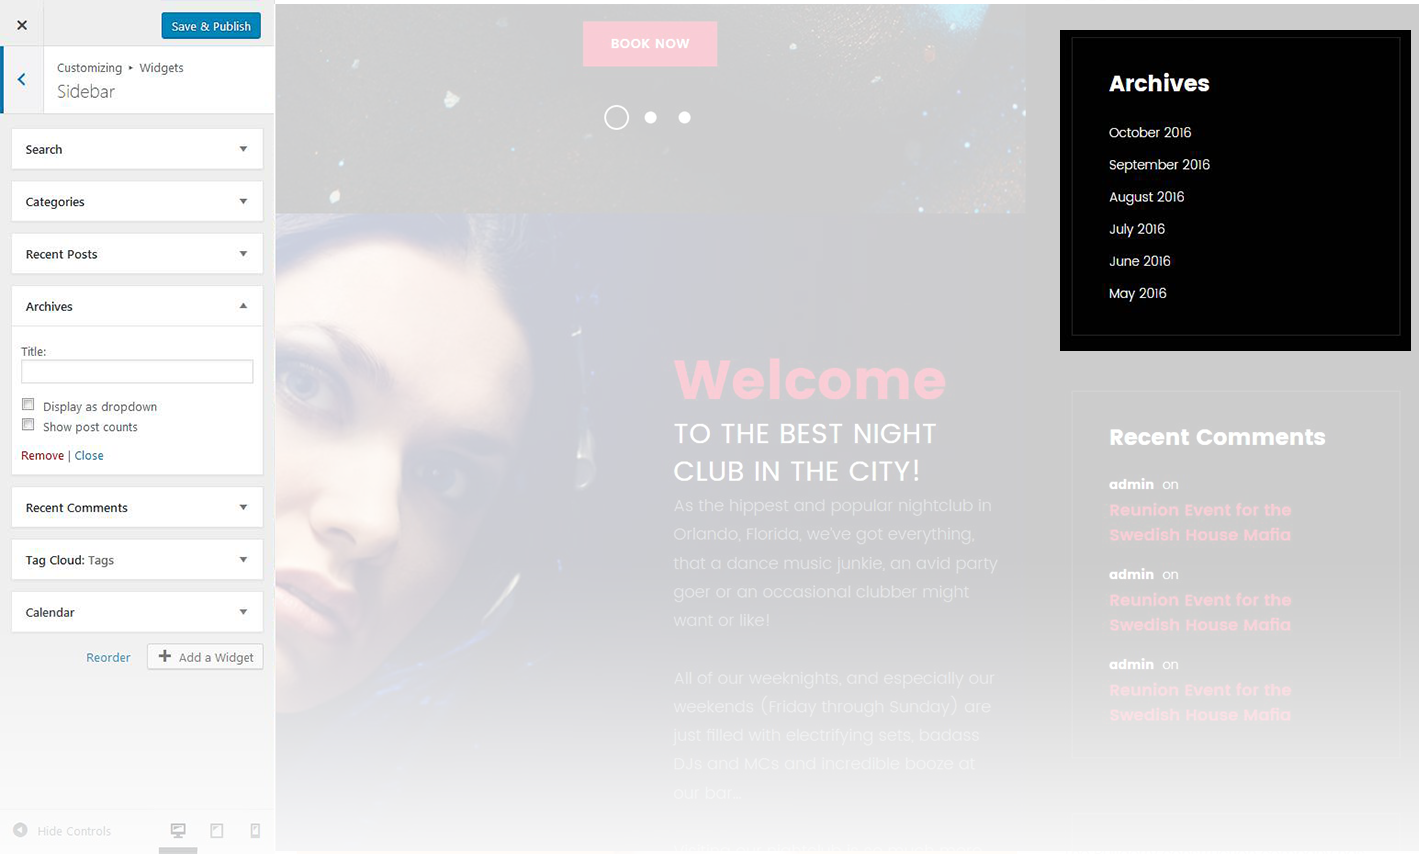 Save & Publish
Customizing ▸ Widgets
Sidebar
Search
Categories
Recent Posts
Archives
Title:
Display as dropdown
Show post counts
Remove | Close
Recent Comments
Tag Cloud: Tags
Calendar
Reorder
Add a Widget
Hide Controls
BOOK NOW
Welcome
TO THE BEST NIGHT
CLUB IN THE CITY!
As the hippest and popular nightclub in
Orlando, Florida, we've got everything,
that a dance music junkie, an avid party
goer or an occasional clubber might
want or like!
All of our weeknights, and especially our
weekends (Friday through Sunday) are
just filled with electrifying sets, badass
DJs and MCs and incredible booze at
our bar...
Archives
October 2016
September 2016
August 2016
July 2016
June 2016
May 2016
Recent Comments
admin on
Reunion Event for the
Swedish House Mafia
admin on
Reunion Event for the
Swedish House Mafia
admin on
Reunion Event for the
Swedish House Mafia